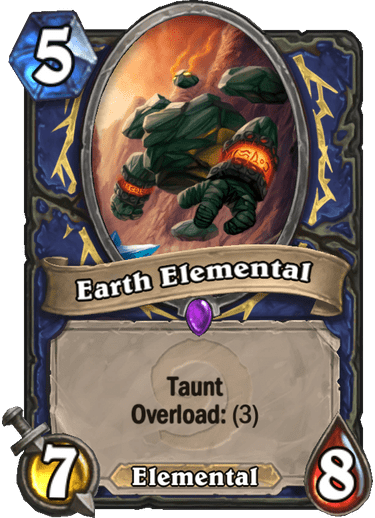 5
Earth Elemental
Taunt
Overload: (3)
7
Elemental
8